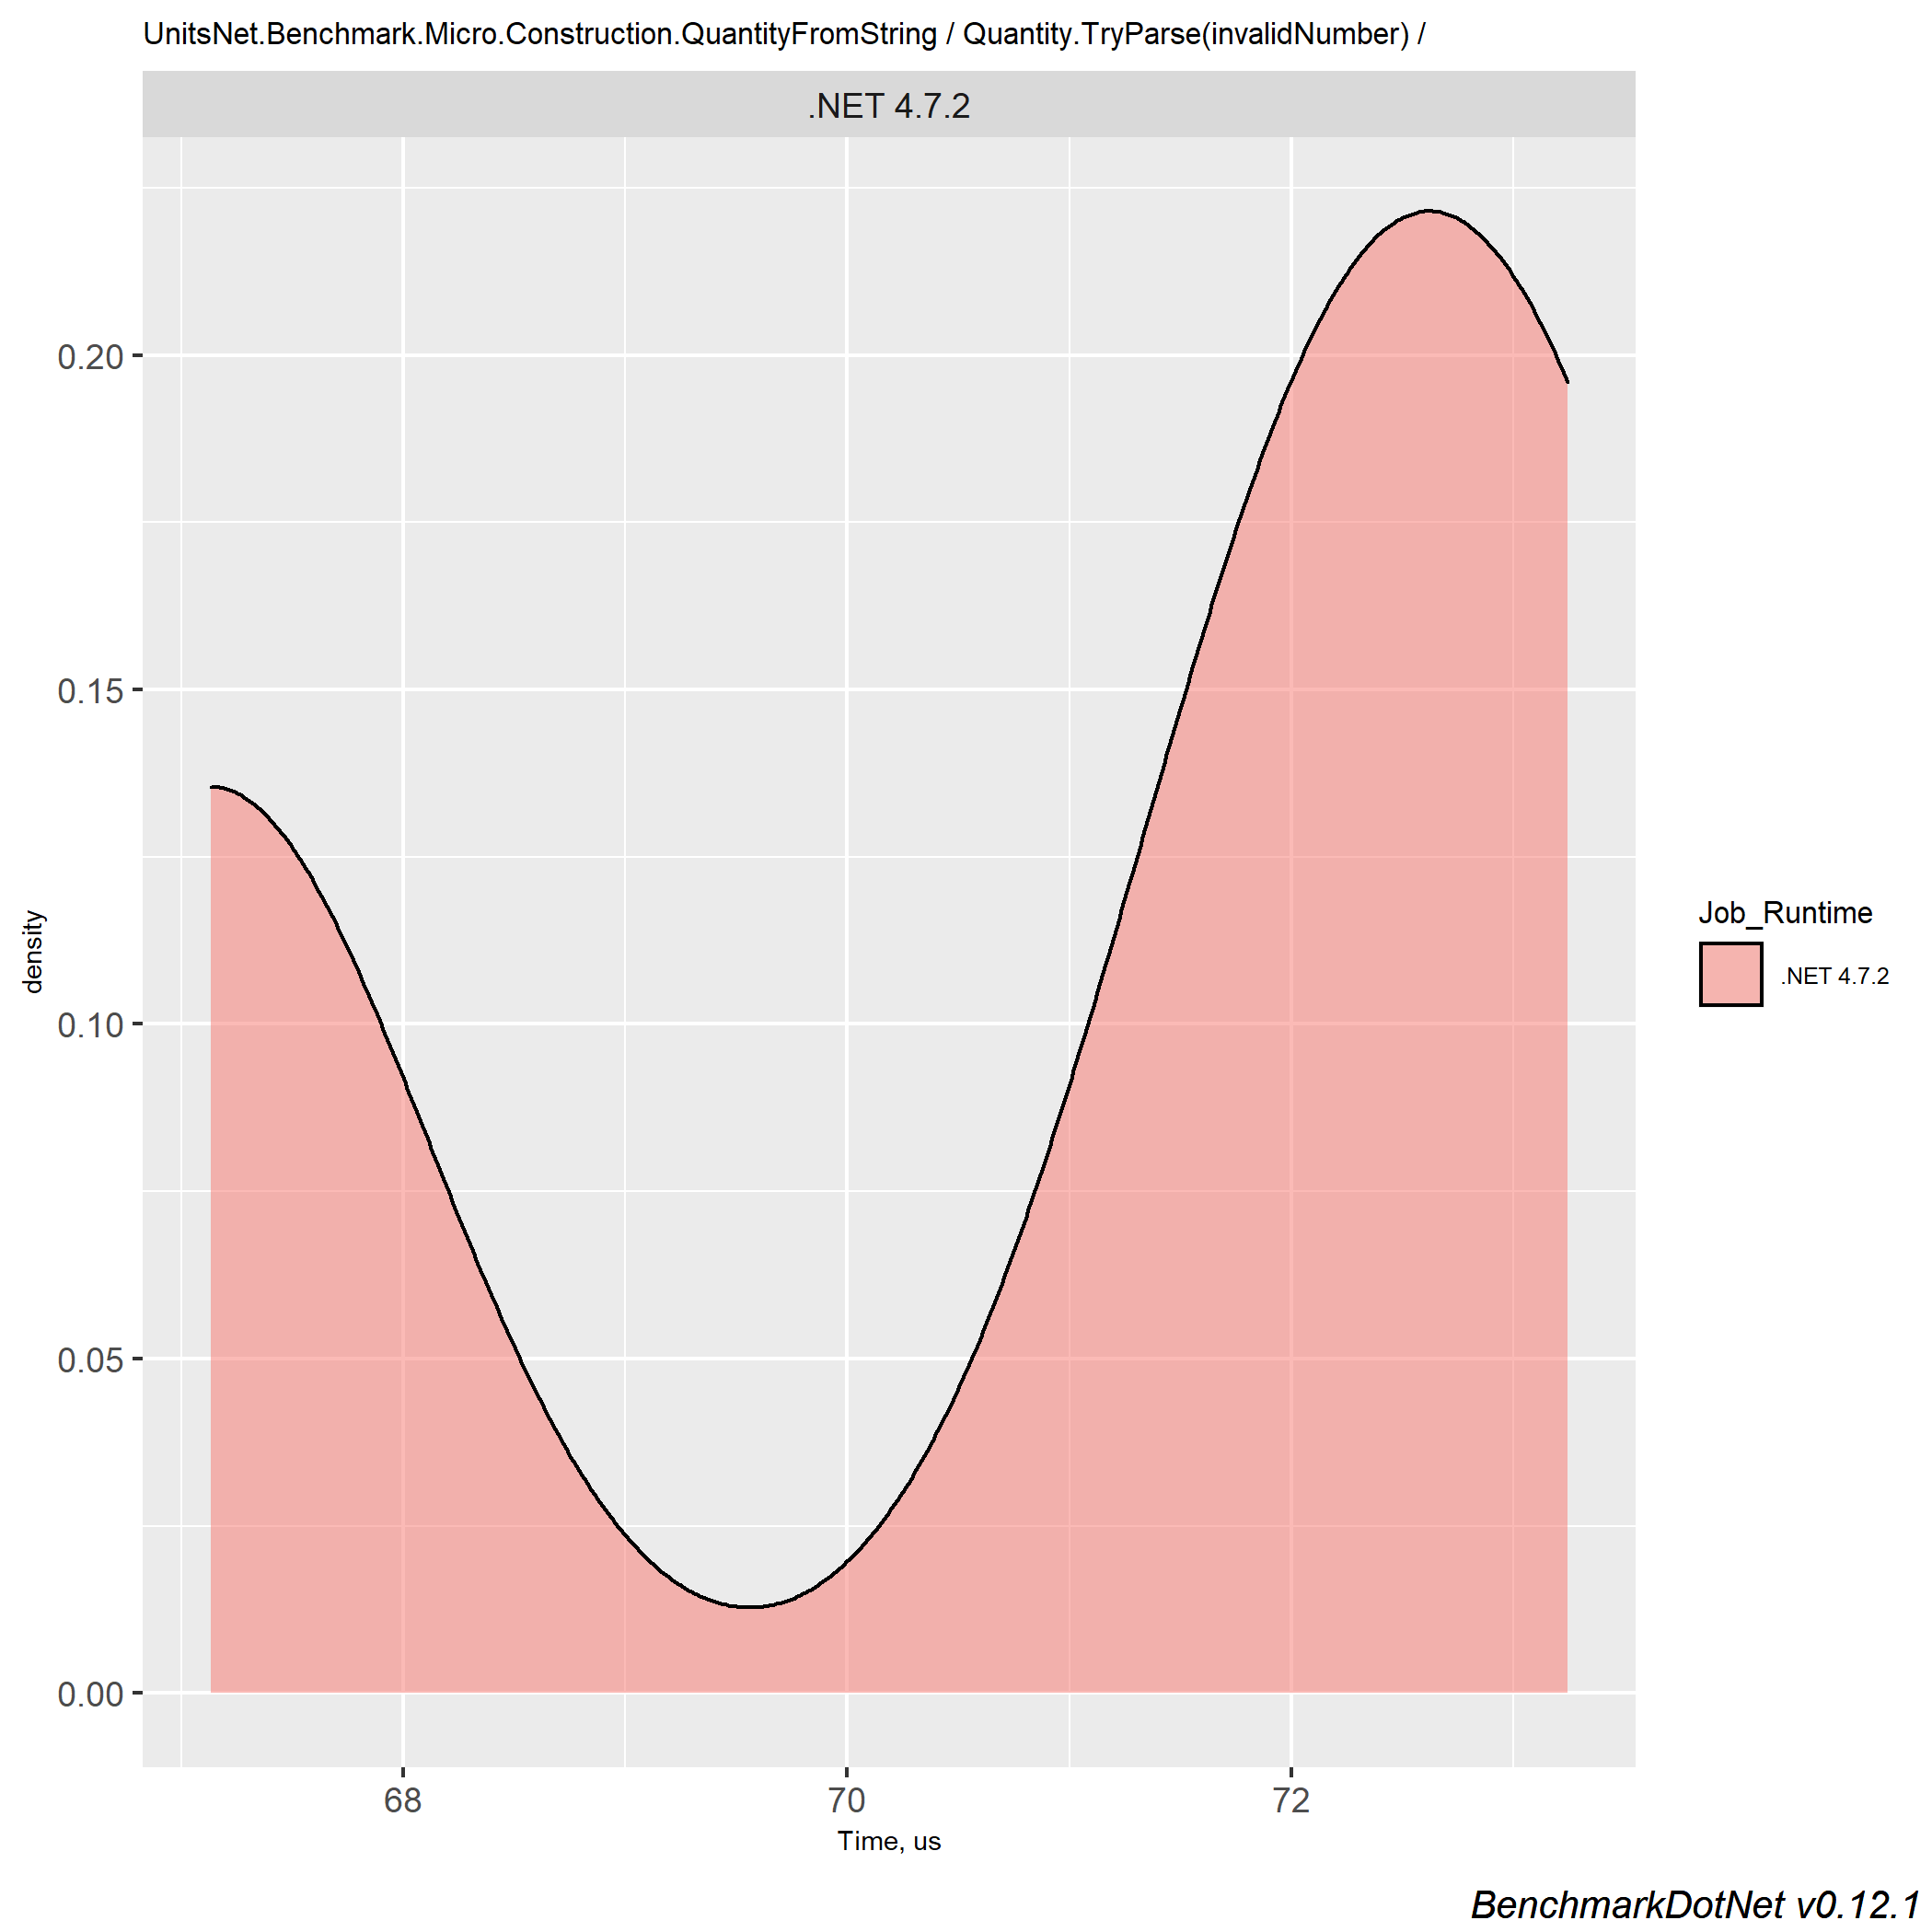 UnitsNet.Benchmark.Micro.Construction.QuantityFromString / Quantity.TryParse(invalidNumber) /
.NET 4.7.2
0.20
0.15
0.10
0.05
0.00
density
68
70
72
Time, us
Job_Runtime
.NET 4.7.2
BenchmarkDotNet v0.12.1